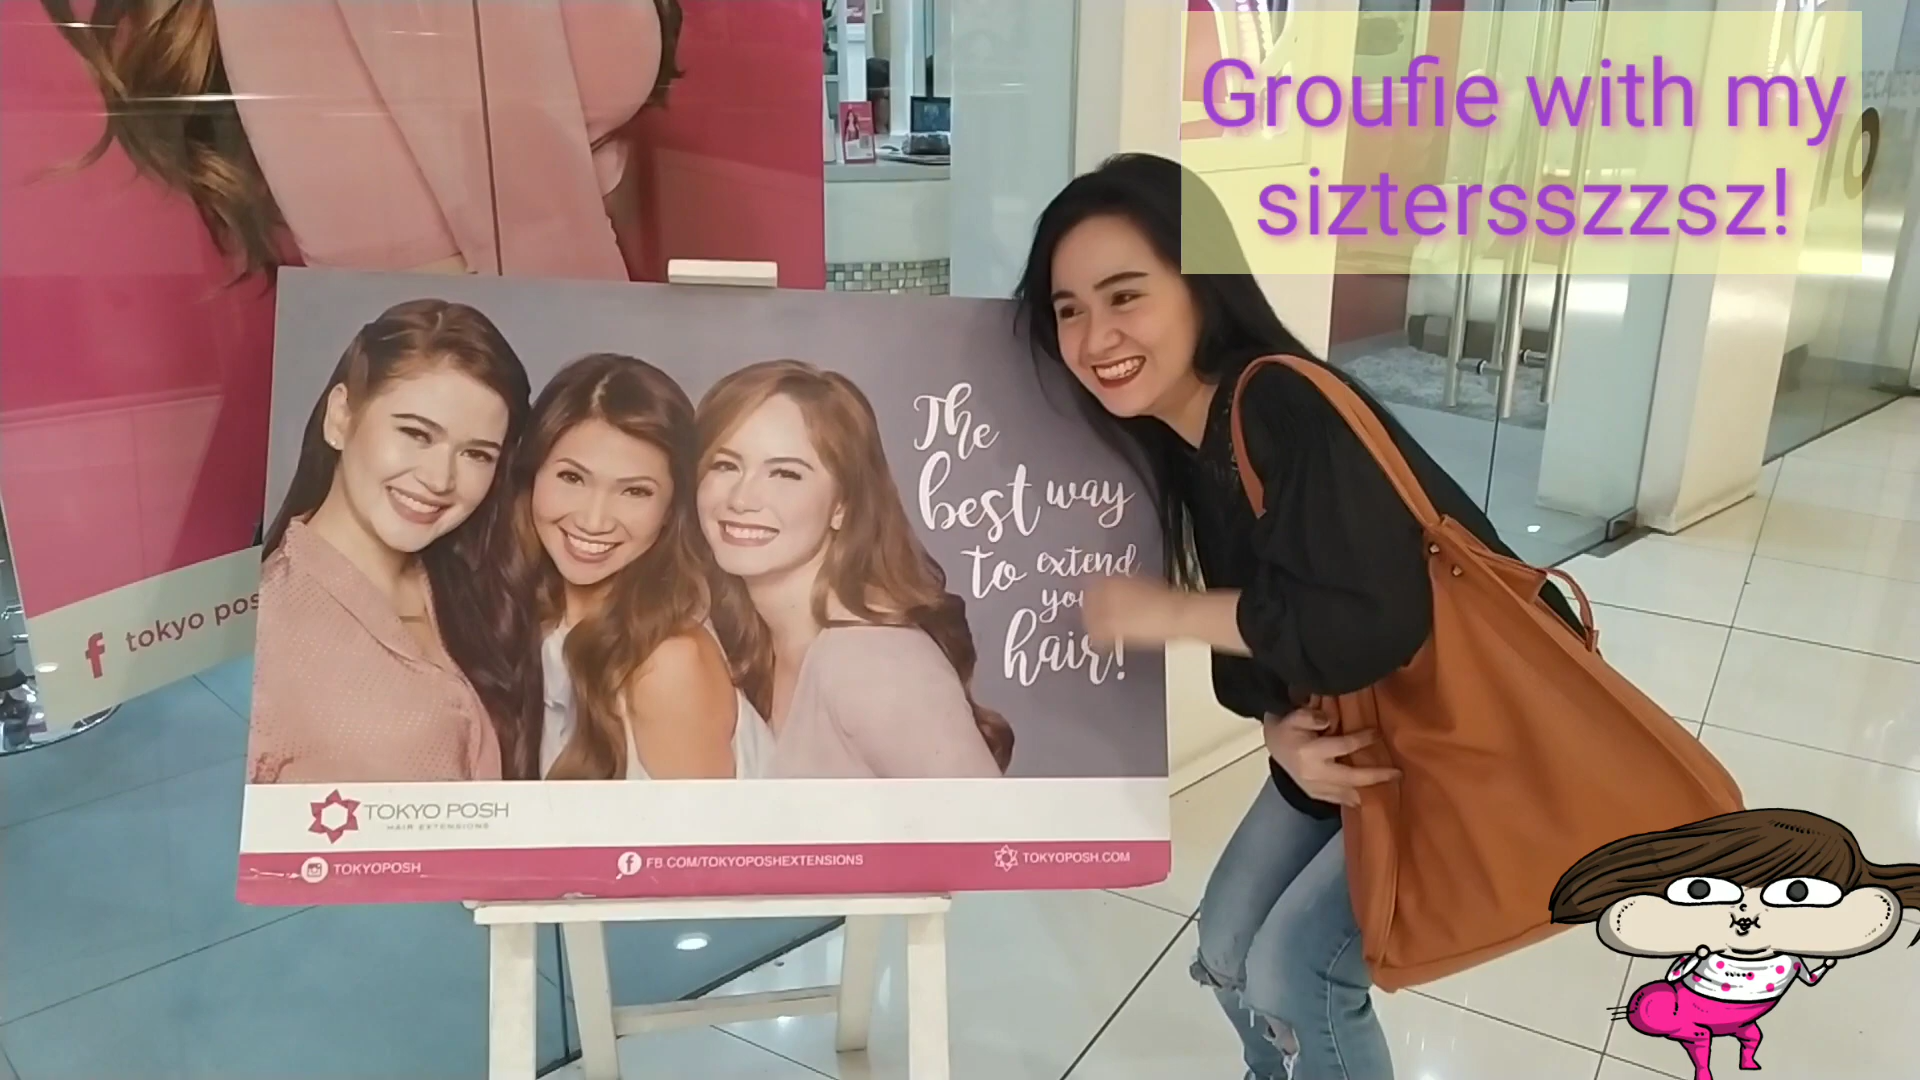 Groufie with my
siztersszzsz!
The
best way
to extend
hair!
tokyo
TOKYO POSH
HAIR EXTENSIONS
TOKYOPOSH
FB.COM/TOKYOPOSHEXTENSIONS
TOKYOPOSH.COM